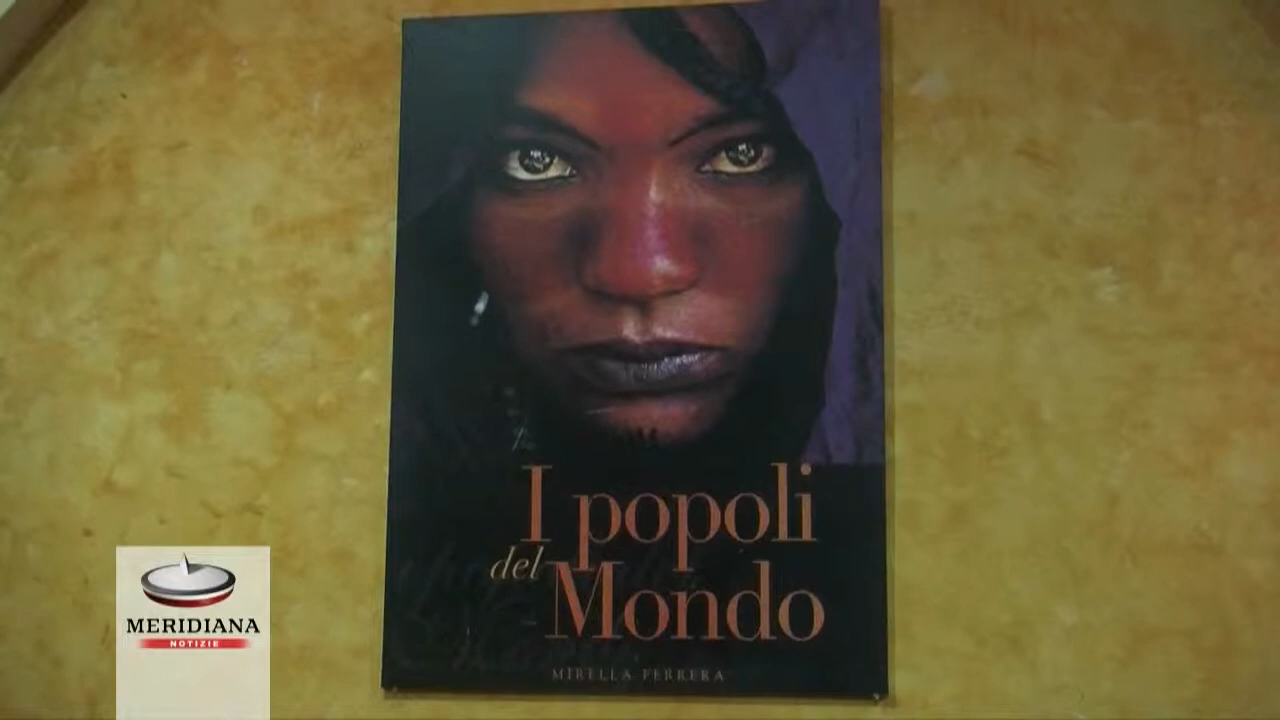 I popoli
del Mondo
MIRELLA FERRERA
MERIDIANA
NOTIZIE